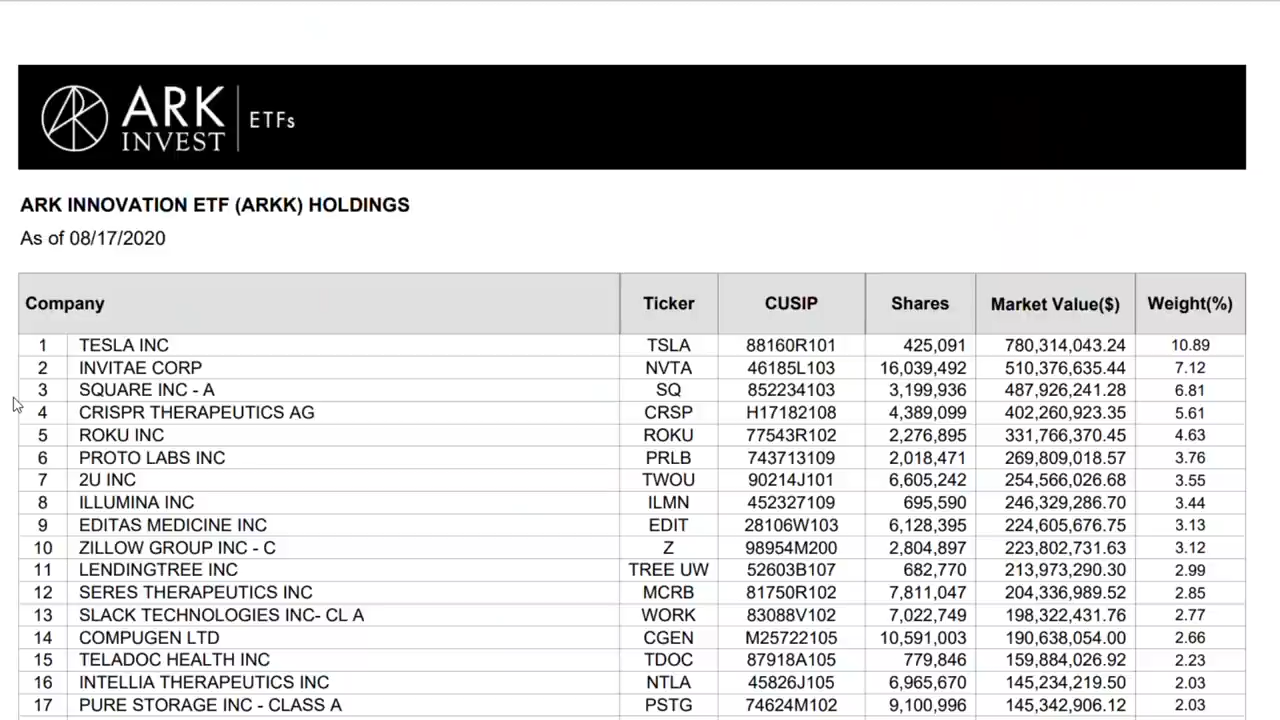 ARK INVEST ETFs
ARK INNOVATION ETF (ARKK) HOLDINGS
As of 08/17/2020
Company Ticker CUSIP Shares Market Value($) Weight(%)
1 TESLA INC TSLA 88160R101 425,091 780,314,043.24 10.89
2 INVITAE CORP NVTA 46185L103 16,039,492 510,376,635.44 7.12
3 SQUARE INC - A SQ 852234103 3,199,936 487,926,241.28 6.81
4 CRISPR THERAPEUTICS AG CRSP H17182108 4,389,099 402,260,923.35 5.61
5 ROKU INC ROKU 77543R102 2,276,895 331,766,370.45 4.63
6 PROTO LABS INC PRLB 743713109 2,018,471 269,809,018.57 3.76
7 2U INC TWOU 90214J101 6,605,242 254,566,026.68 3.55
8 ILLUMINA INC ILMN 452327109 695,590 246,329,286.70 3.44
9 EDITAS MEDICINE INC EDIT 28106W103 6,128,395 224,605,676.75 3.13
10 ZILLOW GROUP INC - C Z 98954M200 2,804,897 223,802,731.63 3.12
11 LENDINGTREE INC TREE UW 52603B107 682,770 213,973,290.30 2.99
12 SERES THERAPEUTICS INC MCRB 81750R102 7,811,047 204,336,989.52 2.85
13 SLACK TECHNOLOGIES INC- CL A WORK 83088V102 7,022,749 198,322,431.76 2.77
14 COMPUGEN LTD CGEN M25722105 10,591,003 190,638,054.00 2.66
15 TELADOC HEALTH INC TDOC 87918A105 779,846 159,884,026.92 2.23
16 INTELLIA THERAPEUTICS INC NTLA 45826J105 6,965,670 145,234,219.50 2.03
17 PURE STORAGE INC - CLASS A PSTG 74624M102 9,100,996 145,342,906.12 2.03